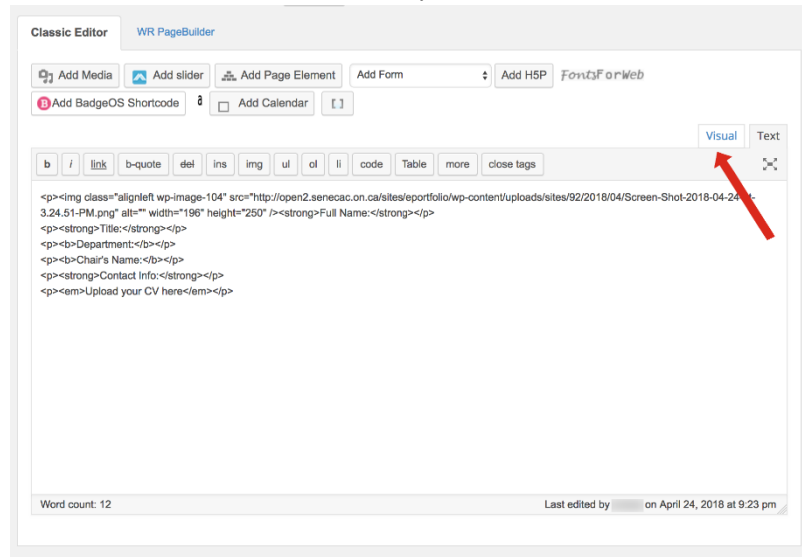 Classic Editor WR PageBuilder
Add Media Add slider Add Page Element Add Form Add H5P FontsForWeb
B Add BadgeOS Shortcode a Add Calendar [ ]
Visual Text
b i link b-quote del ins img ul ol li code Table more close tags
<p><img class="alignleft wp-image-104" src="http://open2.senecac.on.ca/sites/eportfolio/wp-content/uploads/sites/92/2018/04/Screen-Shot-2018-04-24-at-
3.24.51-PM.png" alt="" width="196" height="250" /><strong>Full Name:</strong></p>
<p><strong>Title:</strong></p>
<p><b>Department:</b></p>
<p><b>Chair's Name:</b></p>
<p><strong>Contact Info:</strong></p>
<p><em>Upload your CV here</em></p>
Word count: 12 Last edited by on April 24, 2018 at 9:23 pm